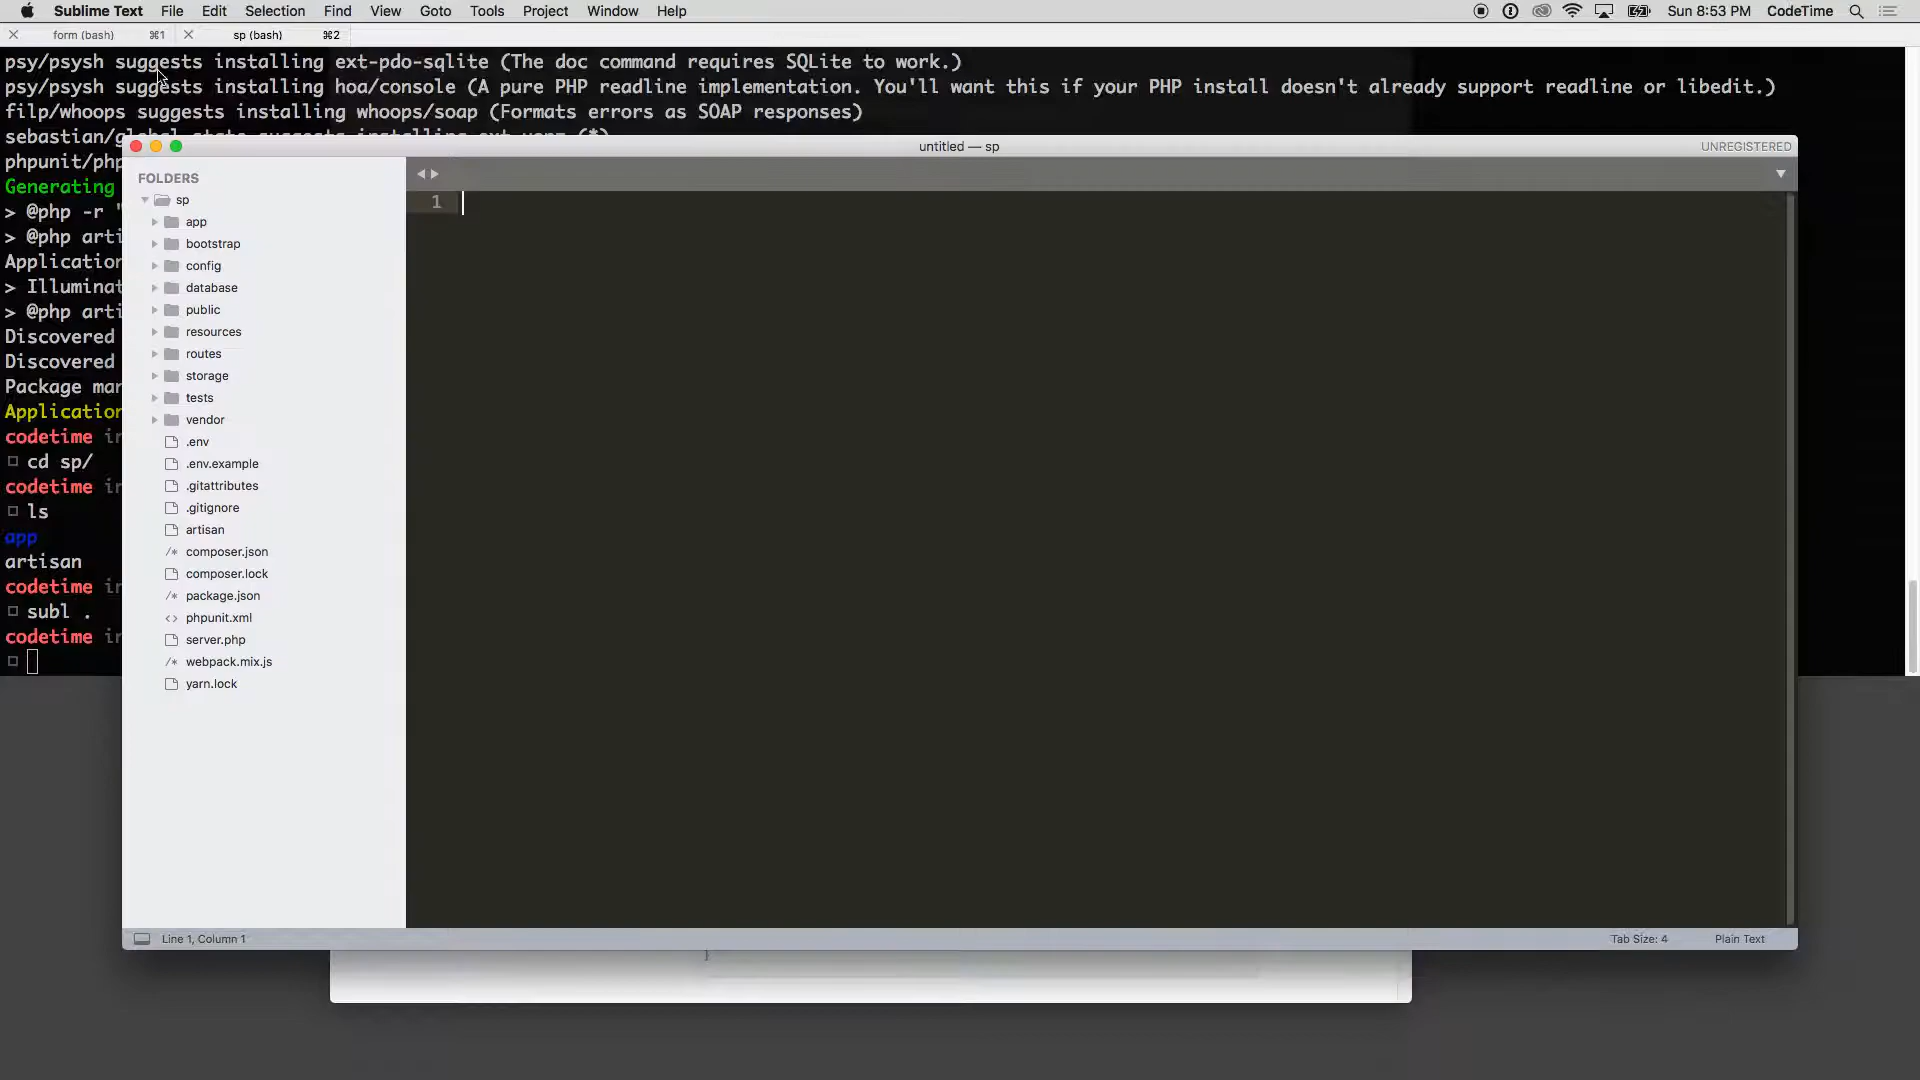 Sublime Text File Edit Selection Find View Goto Tools Project Window Help Sun 8:53 PM CodeTime
form (bash) ⌘1 sp (bash) ⌘2
psy/psysh suggests installing ext-pdo-sqlite (The doc command requires SQLite to work.)
psy/psysh suggests installing hoa/console (A pure PHP readline implementation. You'll want this if your PHP install doesn't already support readline or libedit.)
filp/whoops suggests installing whoops/soap (Formats errors as SOAP responses)
phpunit/php
Generating
> @php -r "
> @php arti
Application
> Illuminat
> @php arti
Discovered
Discovered
Package man
Application
codetime in
cd sp/
codetime in
ls
app
artisan
codetime in
subl .
codetime in
untitled — sp UNREGISTERED
FOLDERS
sp
app
bootstrap
config
database
public
resources
routes
storage
tests
vendor
.env
.env.example
.gitattributes
.gitignore
artisan
/* composer.json
composer.lock
/* package.json
<> phpunit.xml
server.php
/* webpack.mix.js
yarn.lock
1
Line 1, Column 1 Tab Size: 4 Plain Text
}